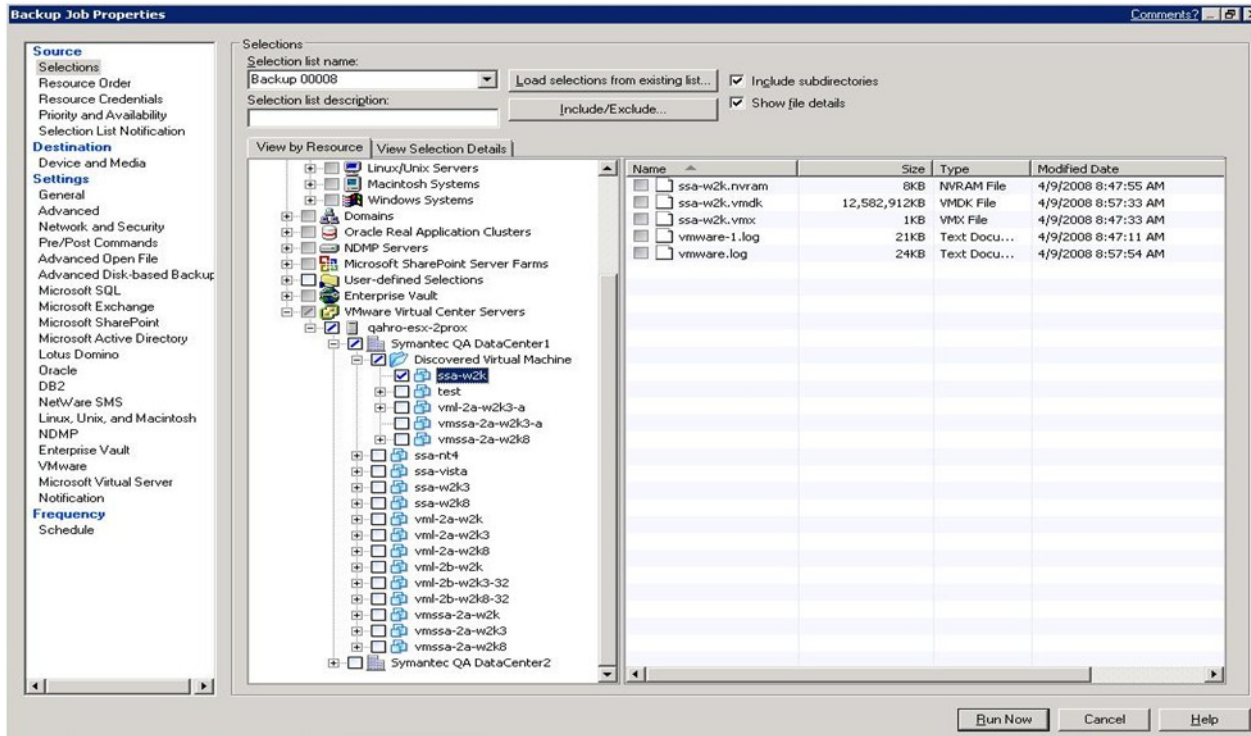 Backup Job Properties
Comments?
Source
Selections
Resource Order
Resource Credentials
Priority and Availability
Selection List Notification
Destination
Device and Media
Settings
General
Advanced
Network and Security
Pre/Post Commands
Advanced Open File
Advanced Disk-based Backup
Microsoft SQL
Microsoft Exchange
Microsoft SharePoint
Microsoft Active Directory
Lotus Domino
Oracle
DB2
NetWare SMS
Linux, Unix, and Macintosh
NDMP
Enterprise Vault
VMware
Microsoft Virtual Server
Notification
Frequency
Schedule
Selections
Selection list name:
Backup 00008
Load selections from existing list...
Include subdirectories
Selection list description:
Include/Exclude...
Show file details
View by Resource
View Selection Details
Linux/Unix Servers
Macintosh Systems
Windows Systems
Domains
Oracle Real Application Clusters
NDMP Servers
Microsoft SharePoint Server Farms
User-defined Selections
Enterprise Vault
VMware Virtual Center Servers
qahro-esx-2prox
Symantec QA DataCenter1
Discovered Virtual Machine
ssa-w2k
test
vml-2a-w2k3-a
vmssa-2a-w2k3-a
vmssa-2a-w2k8
ssa-nt4
ssa-vista
ssa-w2k3
ssa-w2k8
vml-2a-w2k
vml-2a-w2k3
vml-2a-w2k8
vml-2b-w2k
vml-2b-w2k3-32
vml-2b-w2k8-32
vmssa-2a-w2k
vmssa-2a-w2k3
vmssa-2a-w2k8
Symantec QA DataCenter2
Name Size Type Modified Date
ssa-w2k.nvram 8KB NVRAM File 4/9/2008 8:47:55 AM
ssa-w2k.vmdk 12,582,912KB VMDK File 4/9/2008 8:57:33 AM
ssa-w2k.vmx 1KB VMX File 4/9/2008 8:47:33 AM
vmware-1.log 21KB Text Docu... 4/9/2008 8:47:11 AM
vmware.log 24KB Text Docu... 4/9/2008 8:57:54 AM
Run Now
Cancel
Help